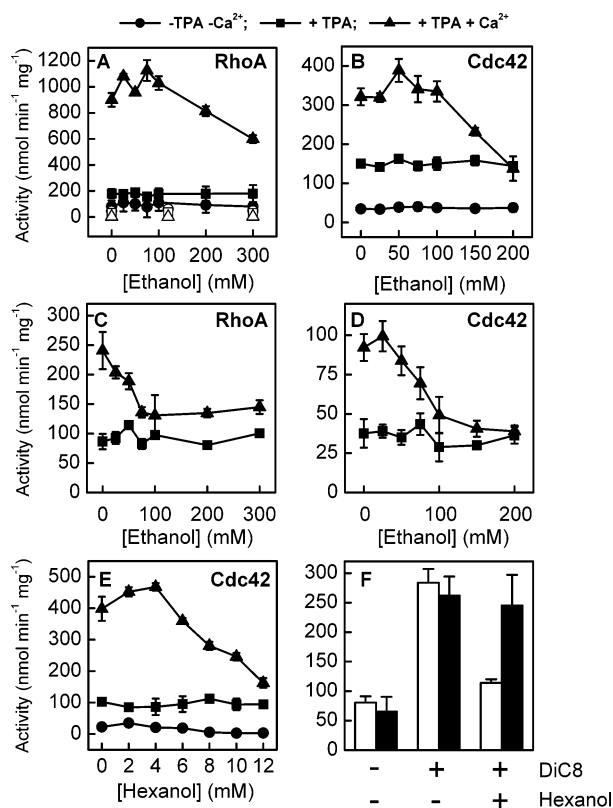 -TPA -Ca²⁺; + TPA; + TPA + Ca²⁺
A RhoA
B Cdc42
Activity (nmol min⁻¹ mg⁻¹)
1200
1000
800
600
400
200
0
400
300
200
100
0
0 100 200 300
0 50 100 150 200
[Ethanol] (mM)
[Ethanol] (mM)
C RhoA
D Cdc42
Activity (nmol min⁻¹ mg⁻¹)
300
250
200
150
100
50
0
100
75
50
25
0
0 100 200 300
0 50 100 150 200
[Ethanol] (mM)
[Ethanol] (mM)
E Cdc42
F
Activity (nmol min⁻¹ mg⁻¹)
500
400
300
200
100
0
300
250
200
150
100
50
0
0 2 4 6 8 10 12
[Hexanol] (mM)
- + + DiC8
- - + Hexanol